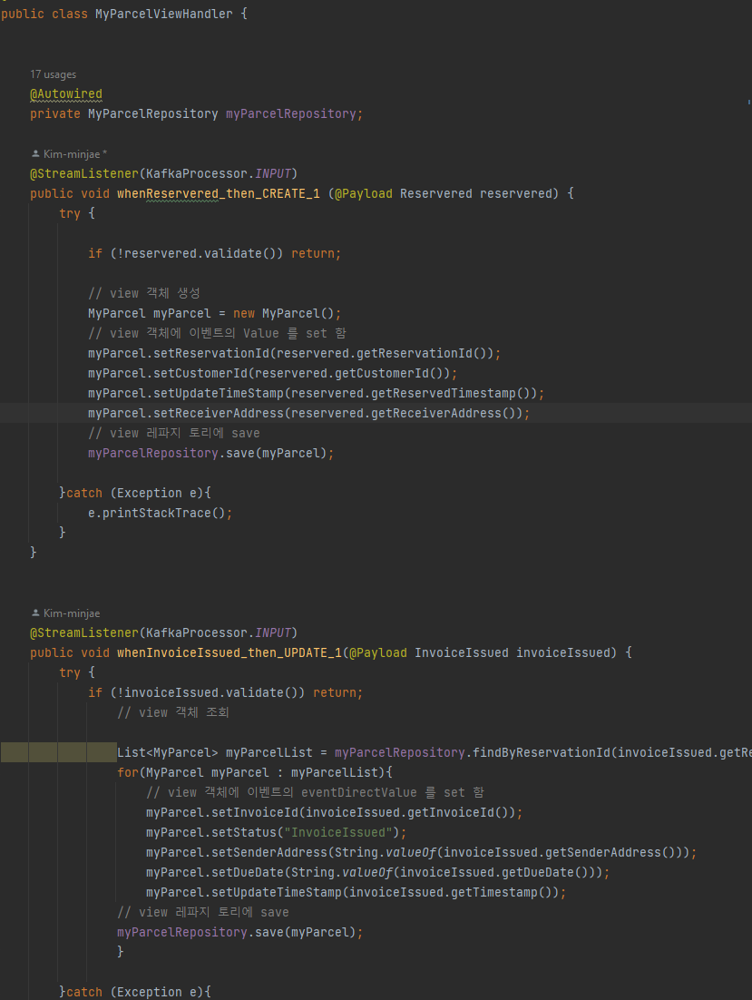 public class MyParcelViewHandler {
17 usages
@Autowired
private MyParcelRepository myParcelRepository;
Kim-minjae *
@StreamListener(KafkaProcessor.INPUT)
public void whenReservered_then_CREATE_1 (@Payload Reservered reservered) {
try {
if (!reservered.validate()) return;
// view 객체 생성
MyParcel myParcel = new MyParcel();
// view 객체에 이벤트의 Value 를 set 함
myParcel.setReservationId(reservered.getReservationId());
myParcel.setCustomerId(reservered.getCustomerId());
myParcel.setUpdateTimeStamp(reservered.getReservedTimestamp());
myParcel.setReceiverAddress(reservered.getReceiverAddress());
// view 레파지 토리에 save
myParcelRepository.save(myParcel);
}catch (Exception e){
e.printStackTrace();
}
}
Kim-minjae
@StreamListener(KafkaProcessor.INPUT)
public void whenInvoiceIssued_then_UPDATE_1(@Payload InvoiceIssued invoiceIssued) {
try {
if (!invoiceIssued.validate()) return;
// view 객체 조회
List<MyParcel> myParcelList = myParcelRepository.findByReservationId(invoiceIssued.getRe
for(MyParcel myParcel : myParcelList){
// view 객체에 이벤트의 eventDirectValue 를 set 함
myParcel.setInvoiceId(invoiceIssued.getInvoiceId());
myParcel.setStatus("InvoiceIssued");
myParcel.setSenderAddress(String.valueOf(invoiceIssued.getSenderAddress()));
myParcel.setDueDate(String.valueOf(invoiceIssued.getDueDate()));
myParcel.setUpdateTimeStamp(invoiceIssued.getTimestamp());
// view 레파지 토리에 save
myParcelRepository.save(myParcel);
}
}catch (Exception e){